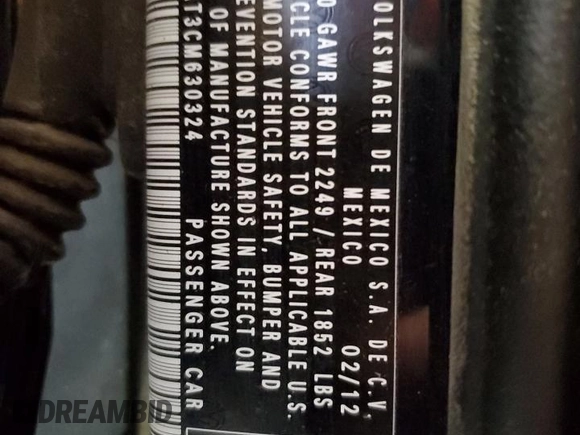 OLKSWAGEN DE MEXICO S.A. DE C.V.
MEXICO 02/12
GAWR FRONT 2249 / REAR 1852 LBS
CLE CONFORMS TO ALL APPLICABLE U.S.
MOTOR VEHICLE SAFETY, BUMPER AND
EVENTION STANDARDS IN EFFECT ON
OF MANUFACTURE SHOWN ABOVE.
T3CM630324 PASSENGER CAR
DREAMBID